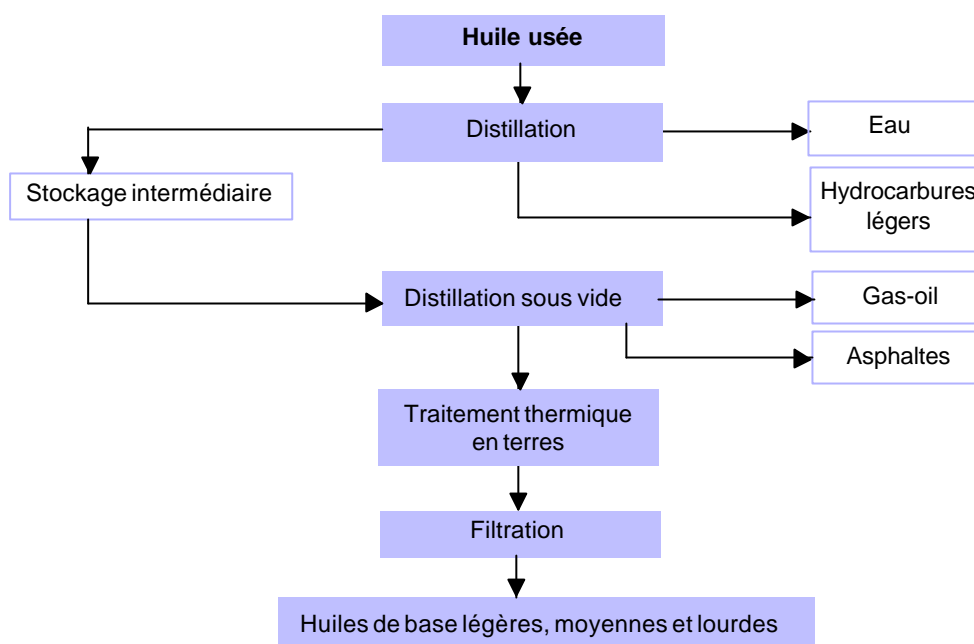 Huile usée
Distillation
Eau
Stockage intermédiaire
Hydrocarbures
légers
Distillation sous vide
Gas-oil
Asphaltes
Traitement thermique
en terres
Filtration
Huiles de base légères, moyennes et lourdes